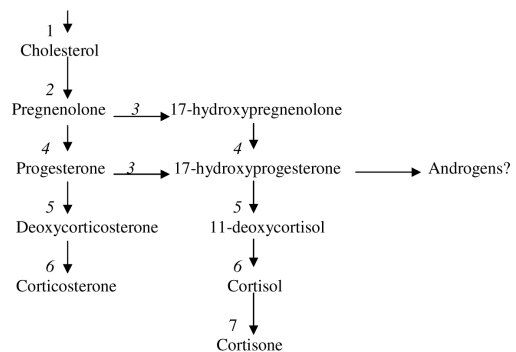 1
Cholesterol
2
Pregnenolone 3 17-hydroxypregnenolone
4 4
Progesterone 3 17-hydroxyprogesterone Androgens?
5 5
Deoxycorticosterone 11-deoxycortisol
6 6
Corticosterone Cortisol
7
Cortisone